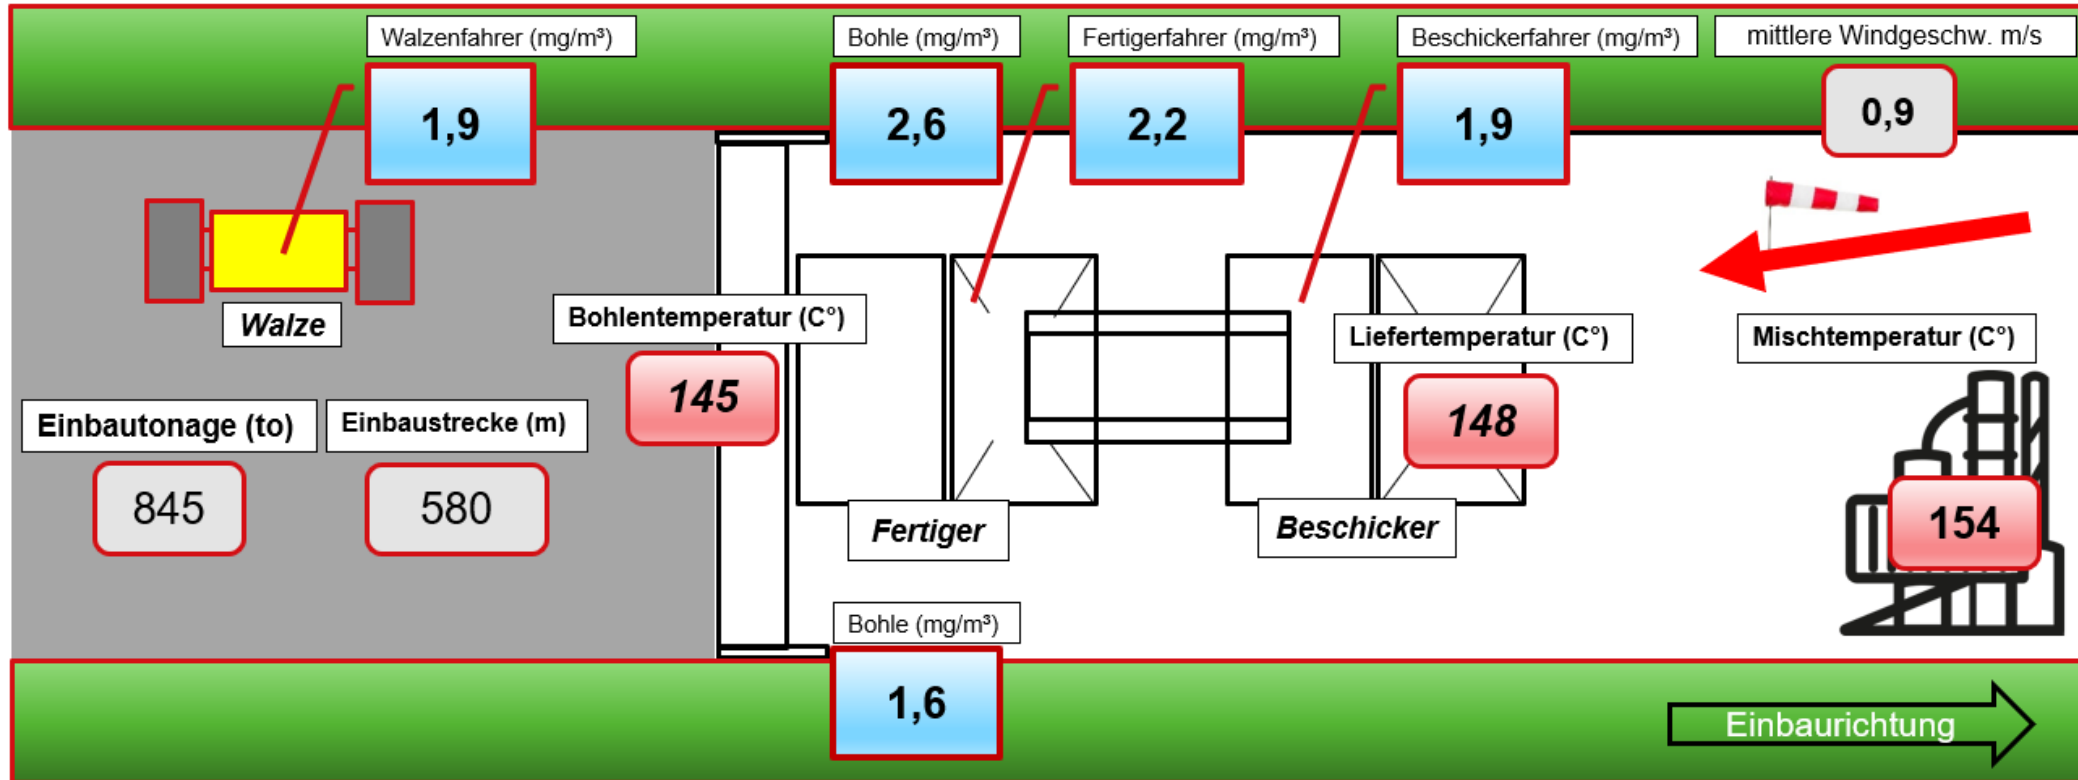 Walzenfahrer (mg/m³)
Bohle (mg/m³)
Fertigerfahrer (mg/m³)
Beschickerfahrer (mg/m³)
mittlere Windgeschw. m/s
1,9
2,6
2,2
1,9
0,9
Walze
Bohlentemperatur (C°)
Liefertemperatur (C°)
Mischtemperatur (C°)
145
148
154
Einbautonage (to)
Einbaustrecke (m)
845
580
Fertiger
Beschicker
Bohle (mg/m³)
1,6
Einbaurichtung